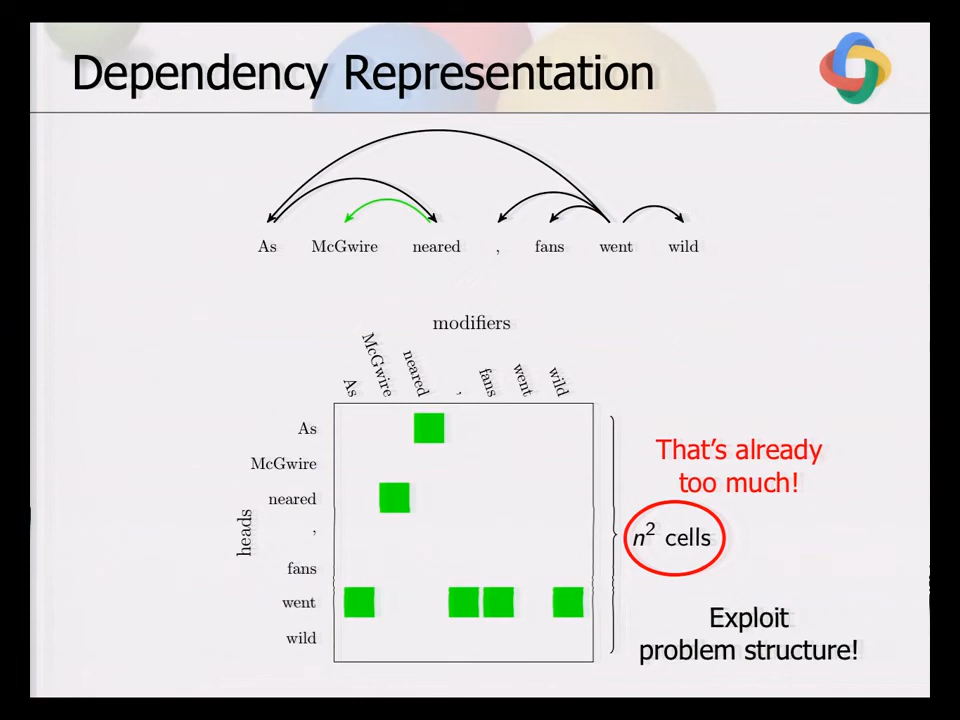 Dependency Representation
As McGwire neared , fans went wild
modifiers
As McGwire neared , fans went wild
As
McGwire
neared
,
fans
went
wild
heads
That's already
too much!
n² cells
Exploit
problem structure!